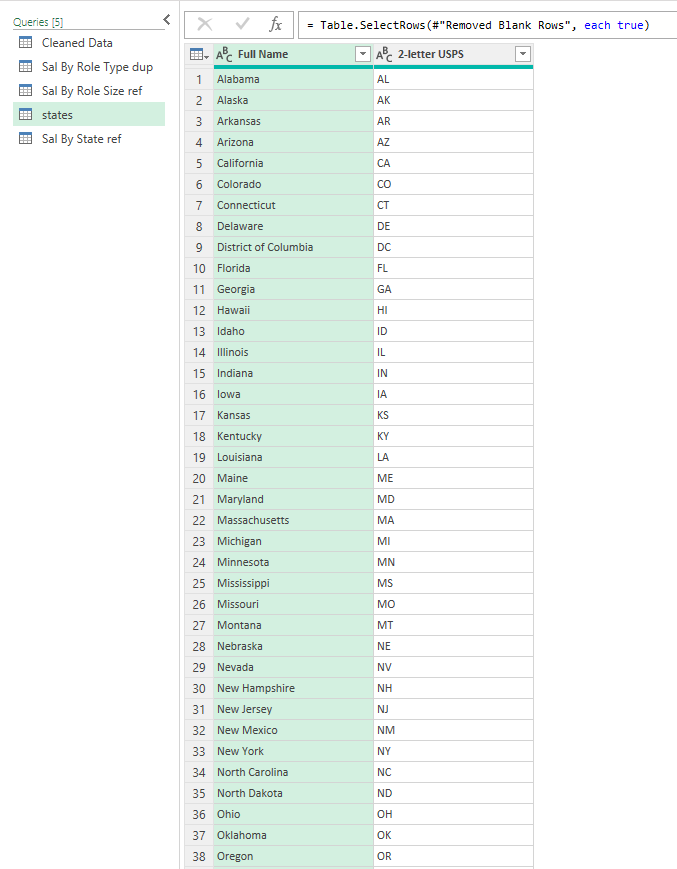 Queries [5]
Cleaned Data
Sal By Role Type dup
Sal By Role Size ref
states
Sal By State ref
fx = Table.SelectRows(#"Removed Blank Rows", each true)
ABC Full Name ABC 2-letter USPS
1 Alabama AL
2 Alaska AK
3 Arkansas AR
4 Arizona AZ
5 California CA
6 Colorado CO
7 Connecticut CT
8 Delaware DE
9 District of Columbia DC
10 Florida FL
11 Georgia GA
12 Hawaii HI
13 Idaho ID
14 Illinois IL
15 Indiana IN
16 Iowa IA
17 Kansas KS
18 Kentucky KY
19 Louisiana LA
20 Maine ME
21 Maryland MD
22 Massachusetts MA
23 Michigan MI
24 Minnesota MN
25 Mississippi MS
26 Missouri MO
27 Montana MT
28 Nebraska NE
29 Nevada NV
30 New Hampshire NH
31 New Jersey NJ
32 New Mexico NM
33 New York NY
34 North Carolina NC
35 North Dakota ND
36 Ohio OH
37 Oklahoma OK
38 Oregon OR